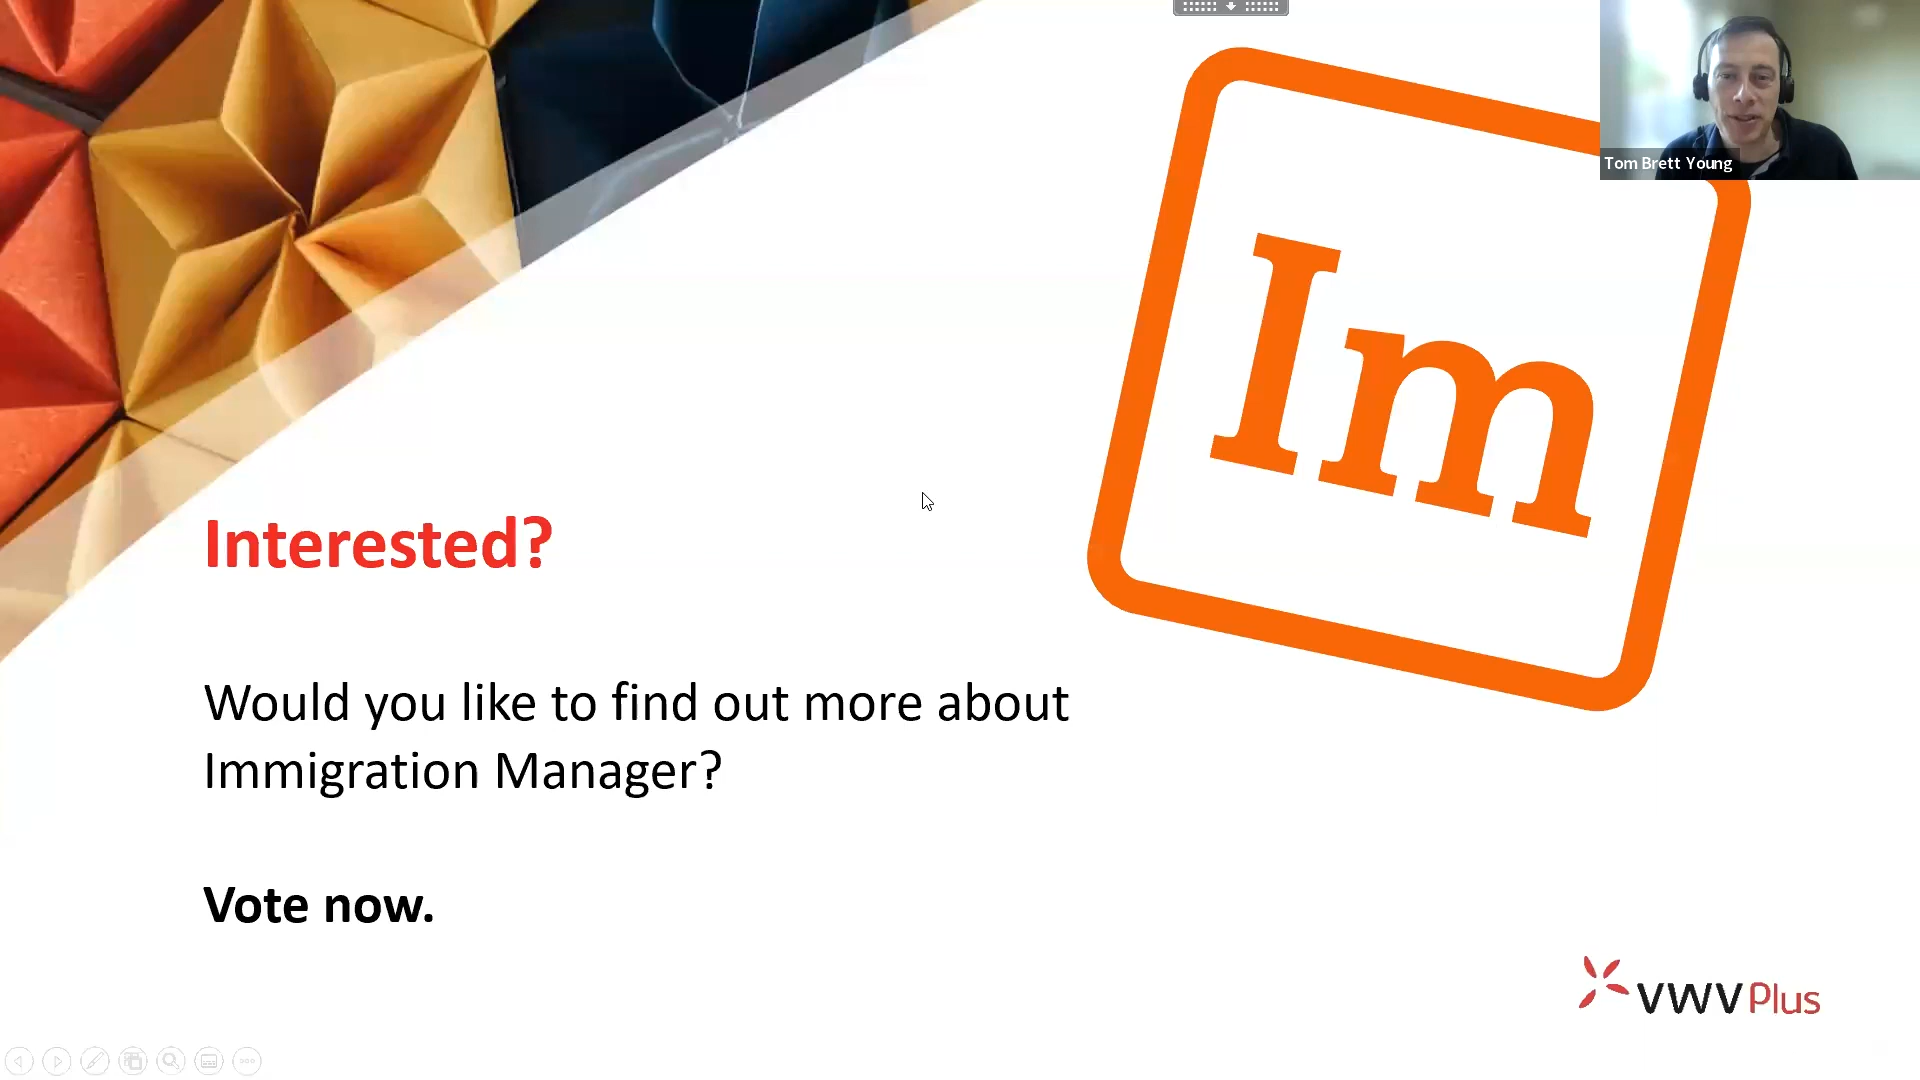 Im
Tom Brett Young
Interested?
Would you like to find out more about
Immigration Manager?
Vote now.
VWV Plus